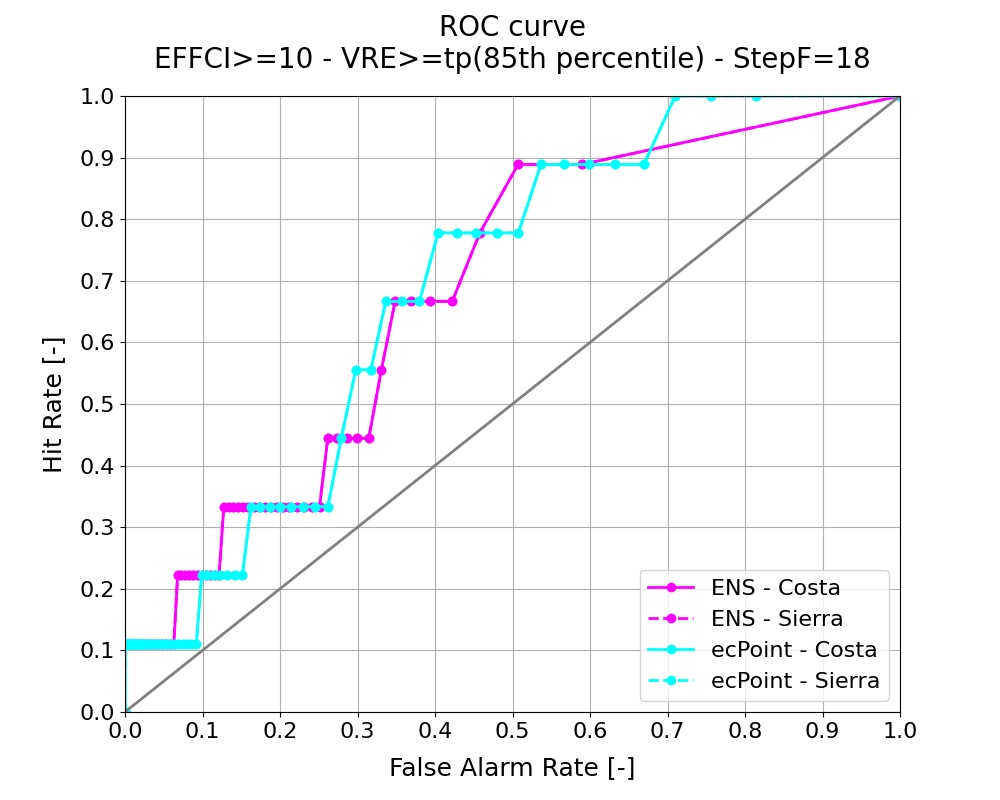 ROC curve
EFFCI>=10 - VRE>=tp(85th percentile) - StepF=18
1.0
0.9
0.8
0.7
0.6
0.5
0.4
0.3
0.2
0.1
0.0
Hit Rate [-]
ENS - Costa
ENS - Sierra
ecPoint - Costa
ecPoint - Sierra
0.0 0.1 0.2 0.3 0.4 0.5 0.6 0.7 0.8 0.9 1.0
False Alarm Rate [-]